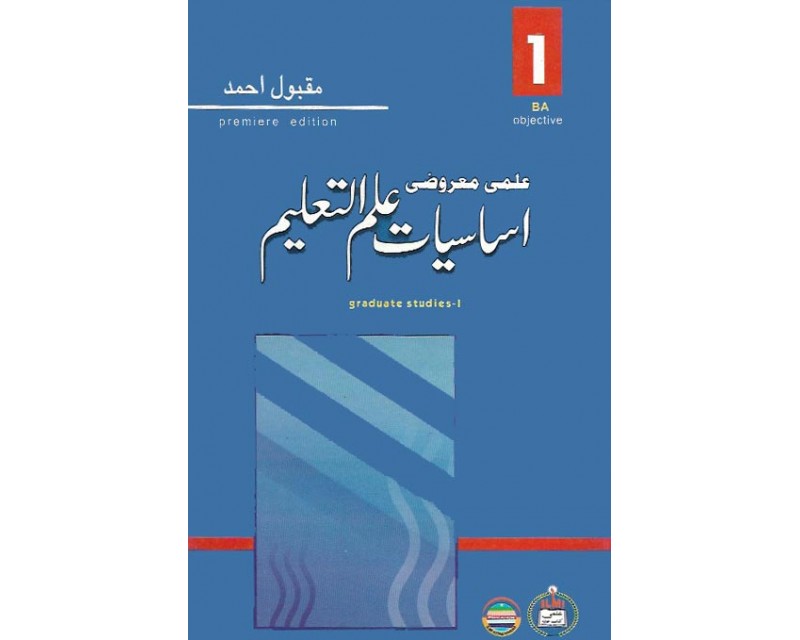 1
BA
objective
مقبول احمد
premiere edition
علمی معروضی
اساسیات علم التعلیم
graduate studies-I